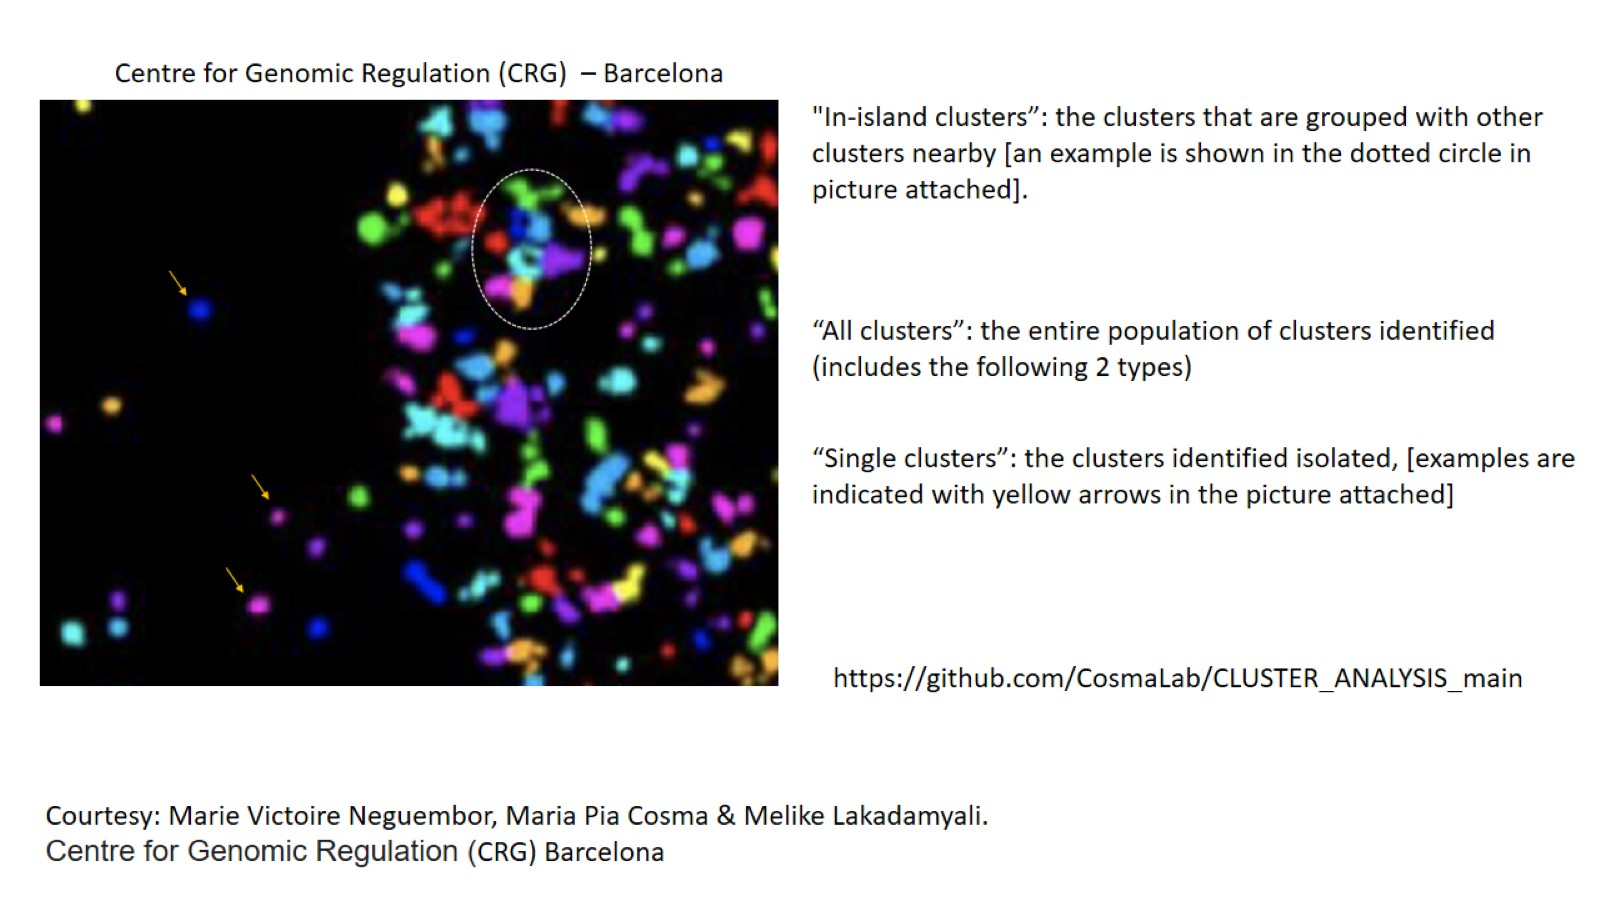 Centre for Genomic Regulation (CRG)  – Barcelona
"In-island clusters”: the clusters that are grouped with other
clusters nearby [an example is shown in the dotted circle in
picture attached].
“All clusters”: the entire population of clusters identified
(includes the following 2 types)
“Single clusters”: the clusters identified isolated, [examples are
indicated with yellow arrows in the picture attached]
https://github.com/CosmaLab/CLUSTER_ANALYSIS_main
Courtesy: Marie Victoire Neguembor, Maria Pia Cosma & Melike Lakadamyali.
Centre for Genomic Regulation (CRG) Barcelona